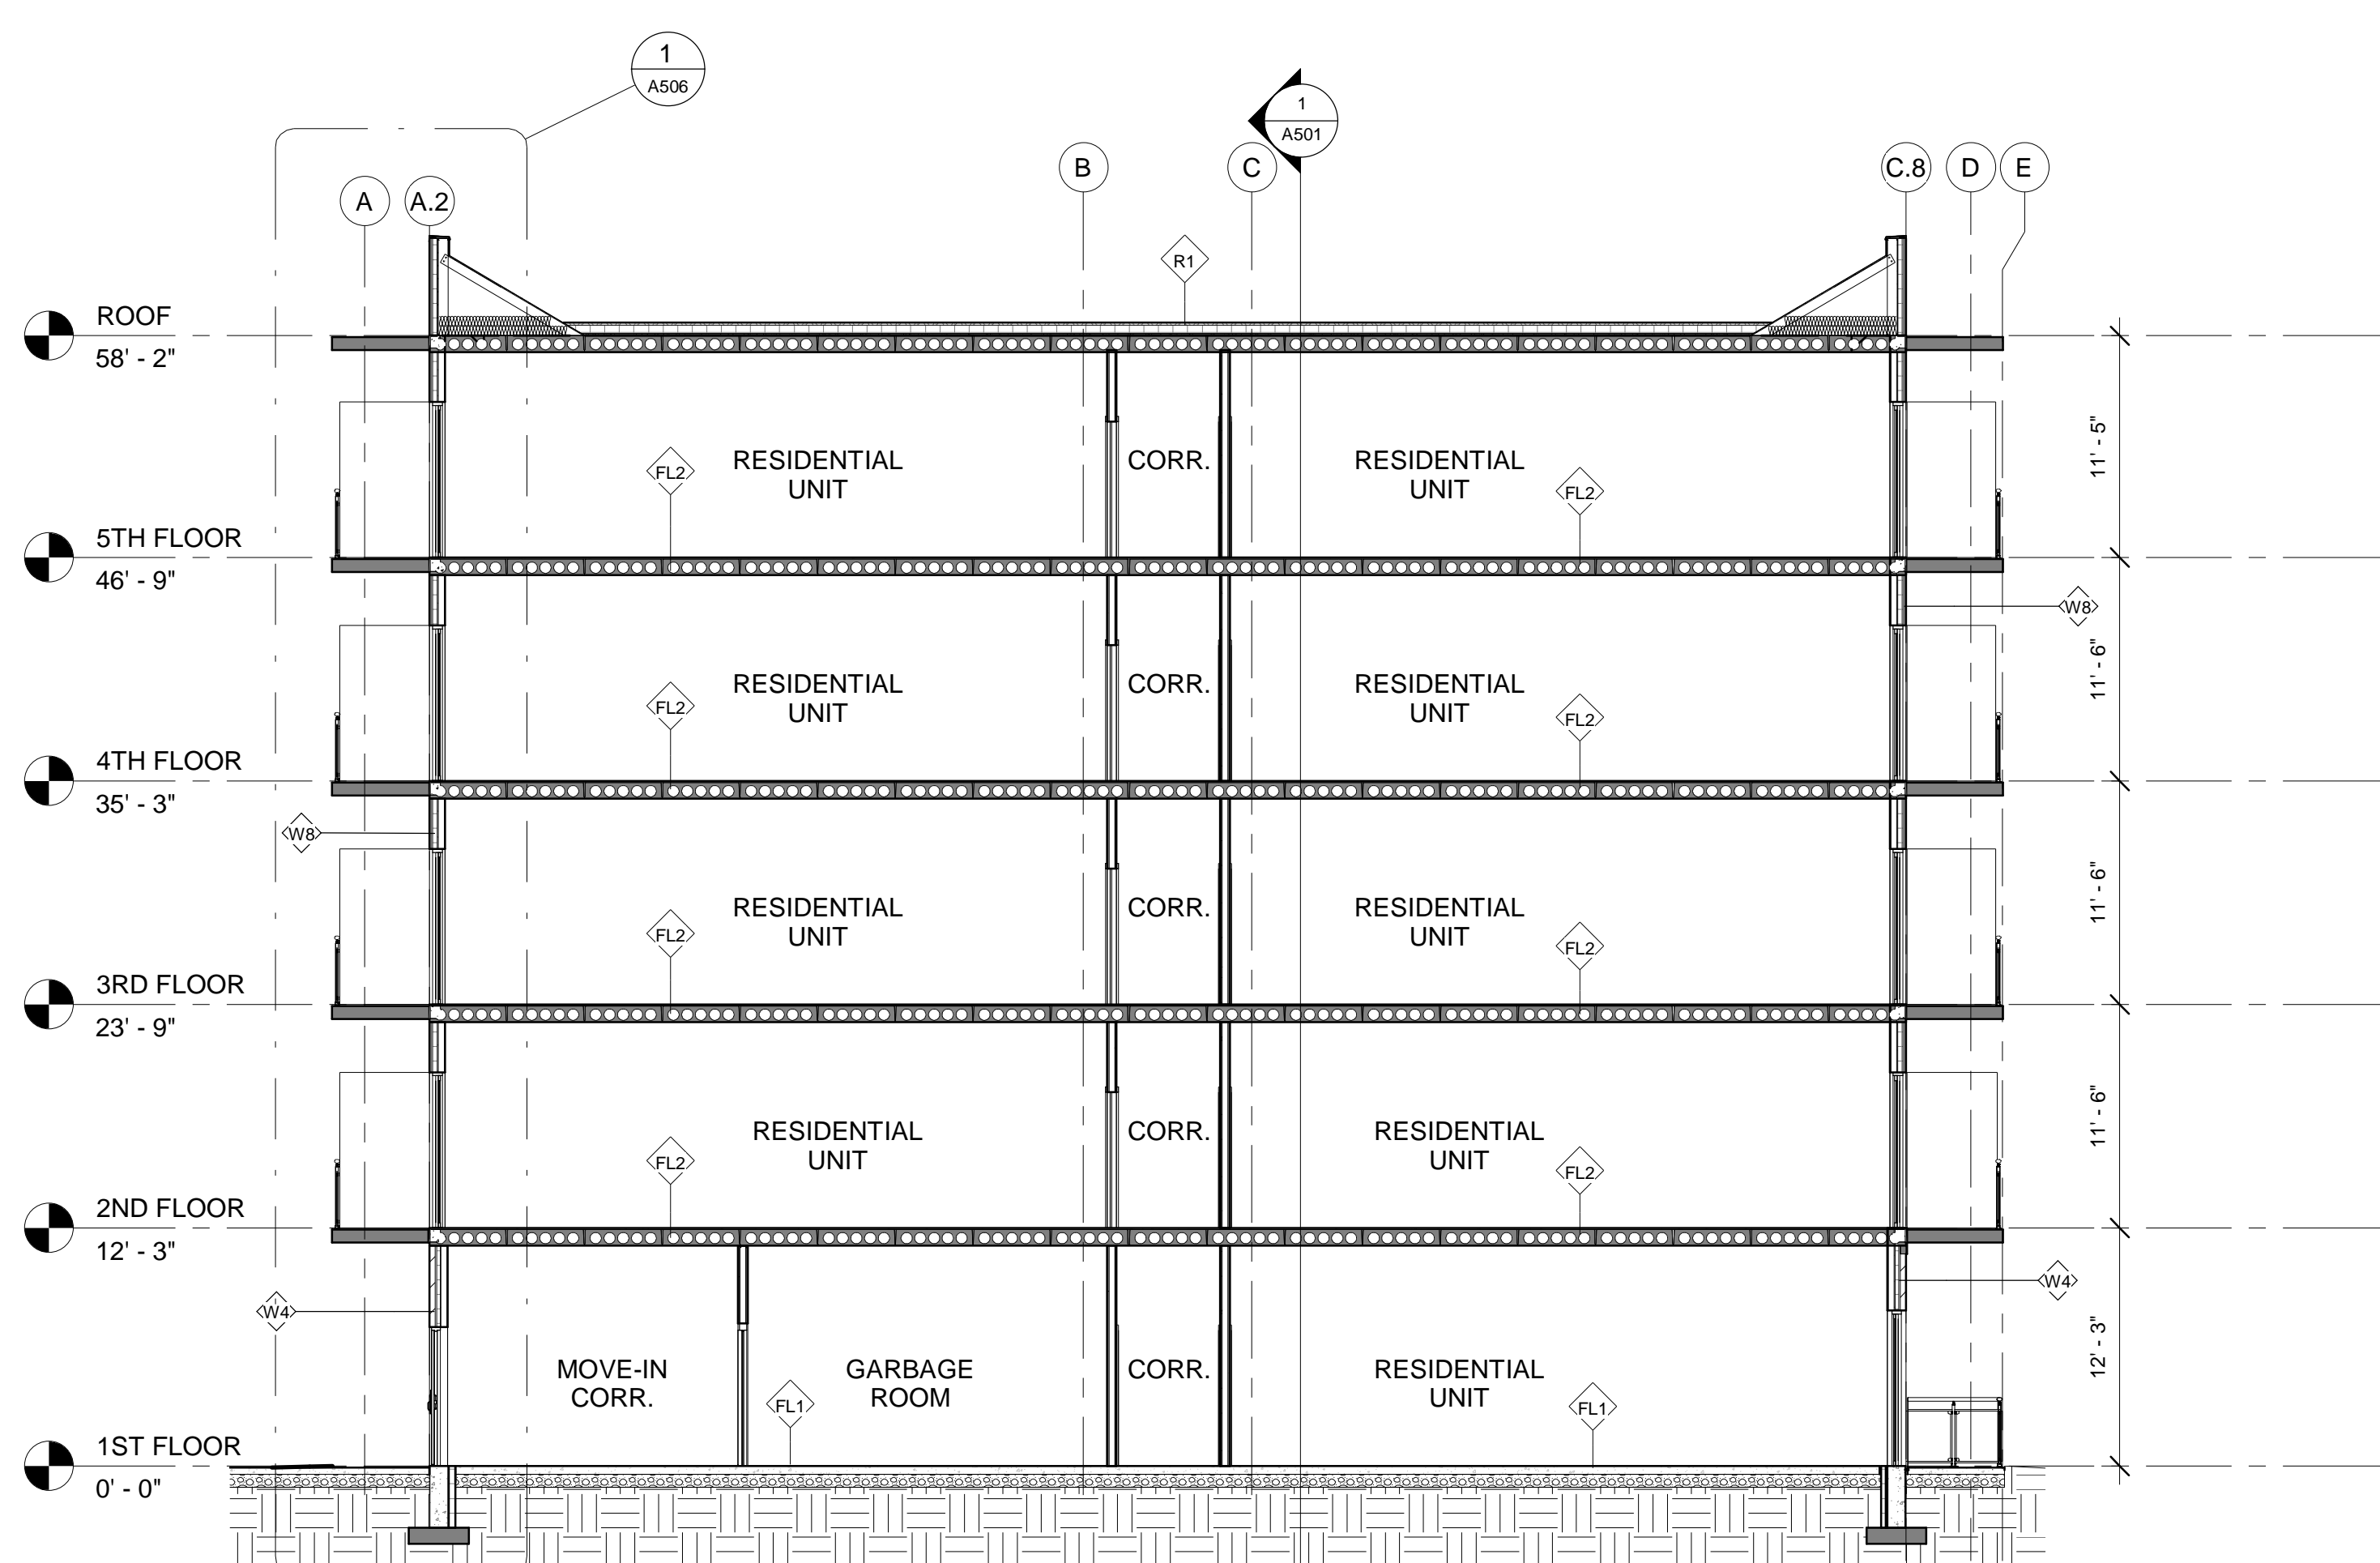 1
A506
1
A501
A
A.2
B
C
C.8
D
E
R1
ROOF
58' - 2"
11' - 5"
RESIDENTIAL
UNIT
CORR.
RESIDENTIAL
UNIT
FL2
FL2
5TH FLOOR
46' - 9"
W8
11' - 6"
RESIDENTIAL
UNIT
CORR.
RESIDENTIAL
UNIT
FL2
FL2
4TH FLOOR
35' - 3"
W8
11' - 6"
RESIDENTIAL
UNIT
CORR.
RESIDENTIAL
UNIT
FL2
FL2
3RD FLOOR
23' - 9"
11' - 6"
RESIDENTIAL
UNIT
CORR.
RESIDENTIAL
UNIT
FL2
FL2
2ND FLOOR
12' - 3"
W4
W4
12' - 3"
MOVE-IN
CORR.
GARBAGE
ROOM
CORR.
RESIDENTIAL
UNIT
FL1
FL1
1ST FLOOR
0' - 0"